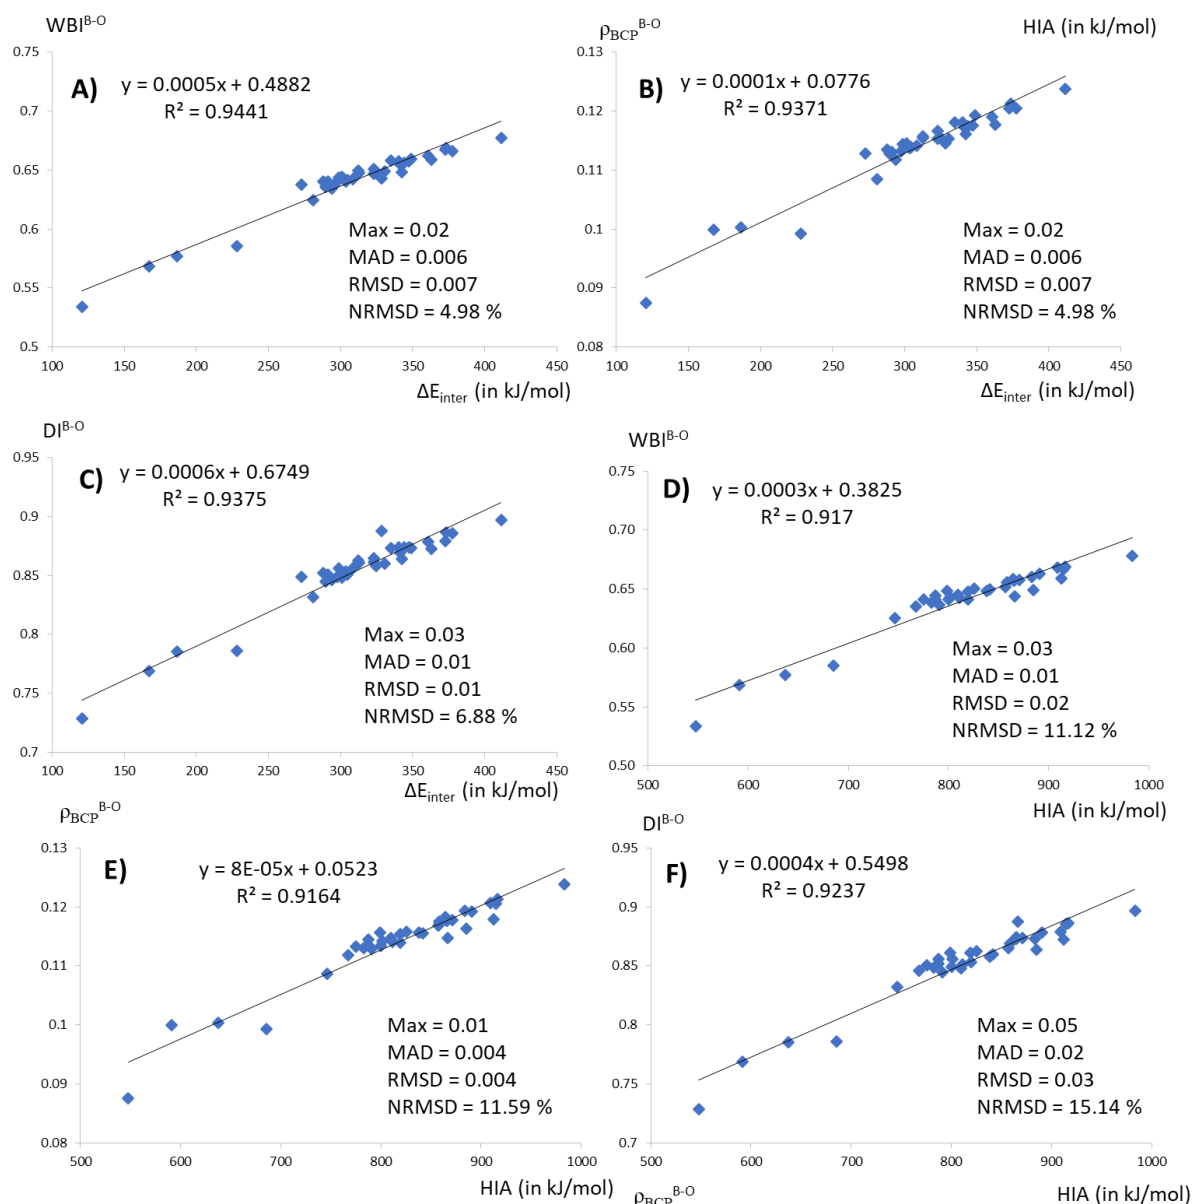 WBI^B-O
0.75
A) y = 0.0005x + 0.4882
R² = 0.9441
0.7
0.65
0.6
0.55
0.5
Max = 0.02
MAD = 0.006
RMSD = 0.007
NRMSD = 4.98 %
100 150 200 250 300 350 400 450
ΔE_inter (in kJ/mol)
ρ_BCP^B-O HIA (in kJ/mol)
0.13
B) y = 0.0001x + 0.0776
R² = 0.9371
0.12
0.11
0.1
0.09
0.08
Max = 0.02
MAD = 0.006
RMSD = 0.007
NRMSD = 4.98 %
100 150 200 250 300 350 400 450
ΔE_inter (in kJ/mol)
DI^B-O
0.95
C) y = 0.0006x + 0.6749
R² = 0.9375
0.9
0.85
0.8
0.75
0.7
Max = 0.03
MAD = 0.01
RMSD = 0.01
NRMSD = 6.88 %
100 150 200 250 300 350 400 450
ΔE_inter (in kJ/mol)
WBI^B-O
0.75
D) y = 0.0003x + 0.3825
R² = 0.917
0.70
0.65
0.60
0.55
0.50
Max = 0.03
MAD = 0.01
RMSD = 0.02
NRMSD = 11.12 %
500 600 700 800 900 1000
HIA (in kJ/mol)
ρ_BCP^B-O
0.13
E) y = 8E-05x + 0.0523
R² = 0.9164
0.12
0.11
0.1
0.09
0.08
Max = 0.01
MAD = 0.004
RMSD = 0.004
NRMSD = 11.59 %
500 600 700 800 900 1000
HIA (in kJ/mol)
DI^B-O
0.95
F) y = 0.0004x + 0.5498
R² = 0.9237
0.9
0.85
0.8
0.75
0.7
Max = 0.05
MAD = 0.02
RMSD = 0.03
NRMSD = 15.14 %
500 600 700 800 900 1000
ρ_BCP^B-O HIA (in kJ/mol)